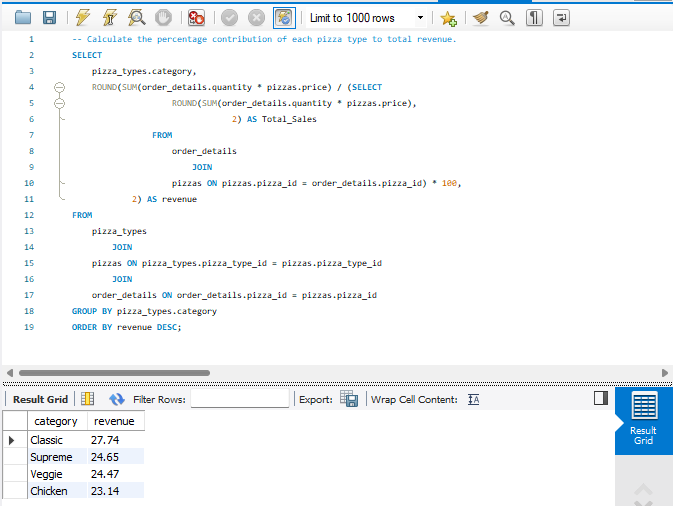 Limit to 1000 rows
1 -- Calculate the percentage contribution of each pizza type to total revenue.
2 SELECT
3 pizza_types.category,
4 ROUND(SUM(order_details.quantity * pizzas.price) / (SELECT
5 ROUND(SUM(order_details.quantity * pizzas.price),
6 2) AS Total_Sales
7 FROM
8 order_details
9 JOIN
10 pizzas ON pizzas.pizza_id = order_details.pizza_id) * 100,
11 2) AS revenue
12 FROM
13 pizza_types
14 JOIN
15 pizzas ON pizza_types.pizza_type_id = pizzas.pizza_type_id
16 JOIN
17 order_details ON order_details.pizza_id = pizzas.pizza_id
18 GROUP BY pizza_types.category
19 ORDER BY revenue DESC;
Result Grid Filter Rows: Export: Wrap Cell Content: IA
category revenue
Classic 27.74
Supreme 24.65
Veggie 24.47
Chicken 23.14
Result
Grid